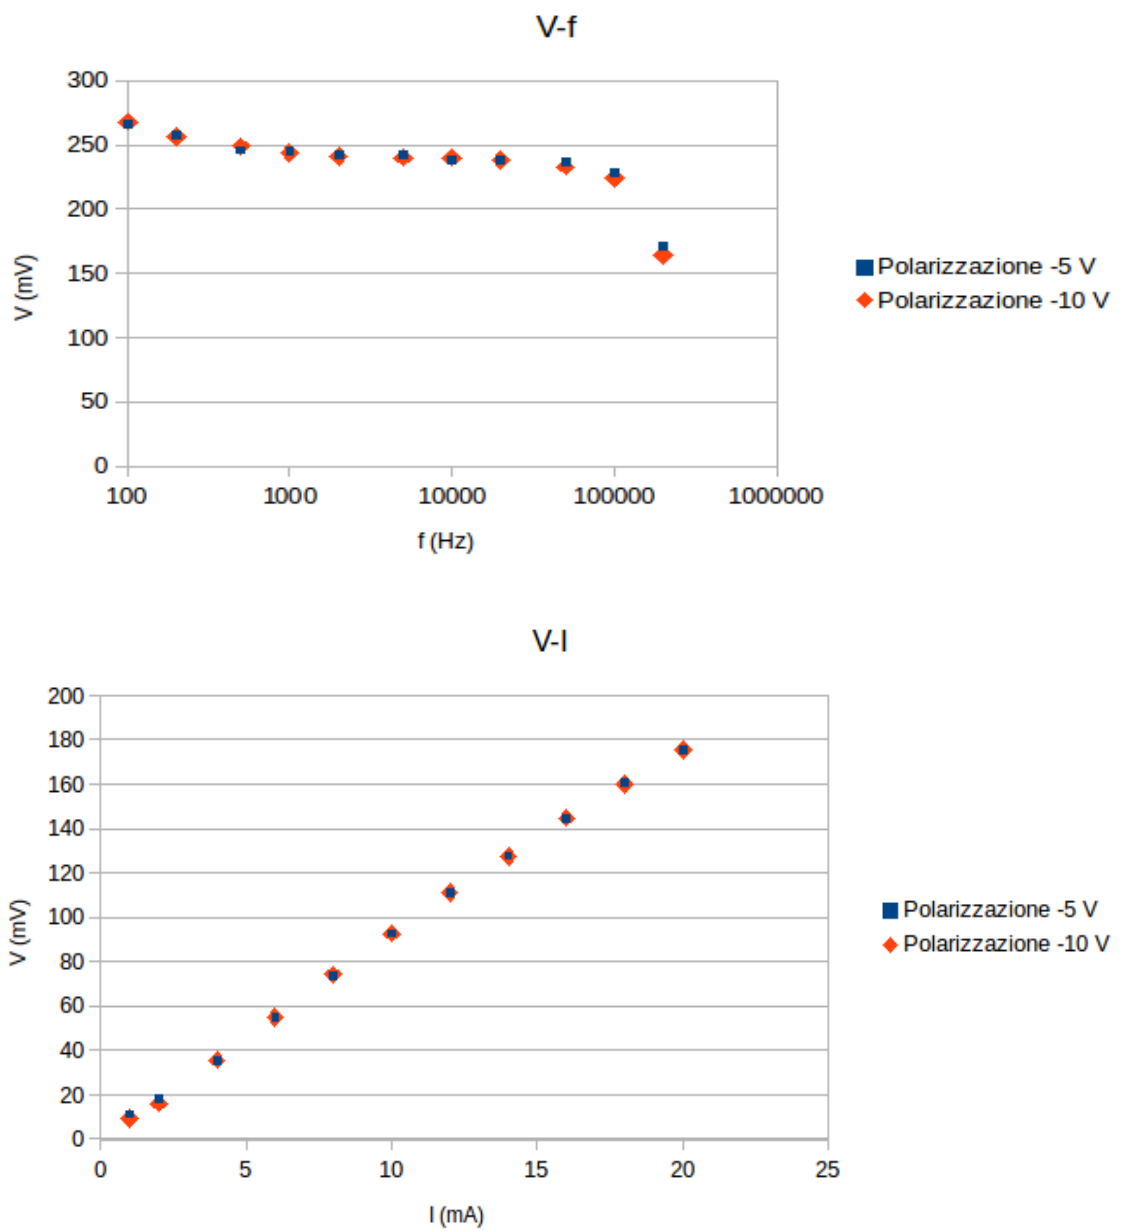 V-f
300
250
200
150
100
50
0
V (mV)
100 1000 10000 100000 1000000
f (Hz)
Polarizzazione -5 V
Polarizzazione -10 V
V-I
200
180
160
140
120
100
80
60
40
20
0
V (mV)
0 5 10 15 20 25
I (mA)
Polarizzazione -5 V
Polarizzazione -10 V